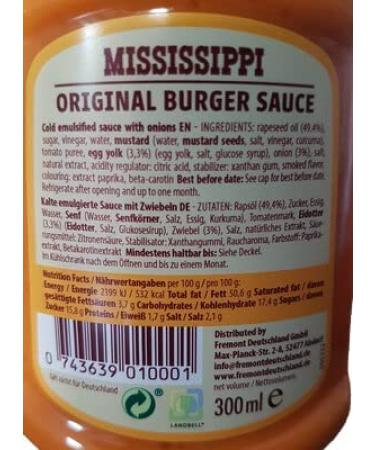 MISSISSIPPI
ORIGINAL BURGER SAUCE
Cold emulsified sauce with onions EN - INGREDIENTS: rapeseed oil (49,4%),
sugar, vinegar, water, mustard (water, mustard seeds, salt, vinegar, curcuma),
tomato puree, egg yolk (3,3%) (egg yolk, salt, glucose syrup), onion (3%), salt,
natural extract, acidity regulator: citric acid, stabilizer: xanthan gum, smoked flavor,
colouring: extract paprika, beta-carotin Best before date: See cap for best before date.
Refrigerate after opening and up to one month.
Kalte emulgierte Sauce mit Zwiebeln DE - ZUTATEN: Rapsöl (49,4%), Zucker, Essig,
Wasser, Senf (Wasser, Senfkörner, Salz, Essig, Kurkuma), Tomatenmark, Eidotter
(3,3%) (Eidotter, Salz, Glukosesirup), Zwiebel (3%), Salz, natürliches Extrakt, Säue-
rungsmittel: Zitronensäure, Stabilisator: Xanthangummi, Raucharoma, Farbstoff: Paprika-
extrakt, Betakarotinextrakt Mindestens haltbar bis: Siehe Deckel.
Im Kühlschrank nach dem Öffnen und bis zu einem Monat.
Nutrition Facts / Nährwertangaben per 100 g / pro 100 g:
Energy / Energie 2199 kJ / 532 kcal Total fat / Fett 50,6 g Saturated fat / davon
gesättigte Fettsäuren 3,7 g Carbohydrates / Kohlenhydrate 17,4 g Sugars / davon
Zucker 15,8 g Proteins / Eiweiß 1,7 g Salt / Salz 2,1 g
0 743639 010001
Gilt nicht für Deutschland
LANDBELL
Distributed by
Fremont Deutschland GmbH
Max-Planck-Str. 2-8, 52477 Alsdorf
info@fremontdeutschland.de
www.fremontdeutschland.de
net volume / Nettovolumen:
300 ml e